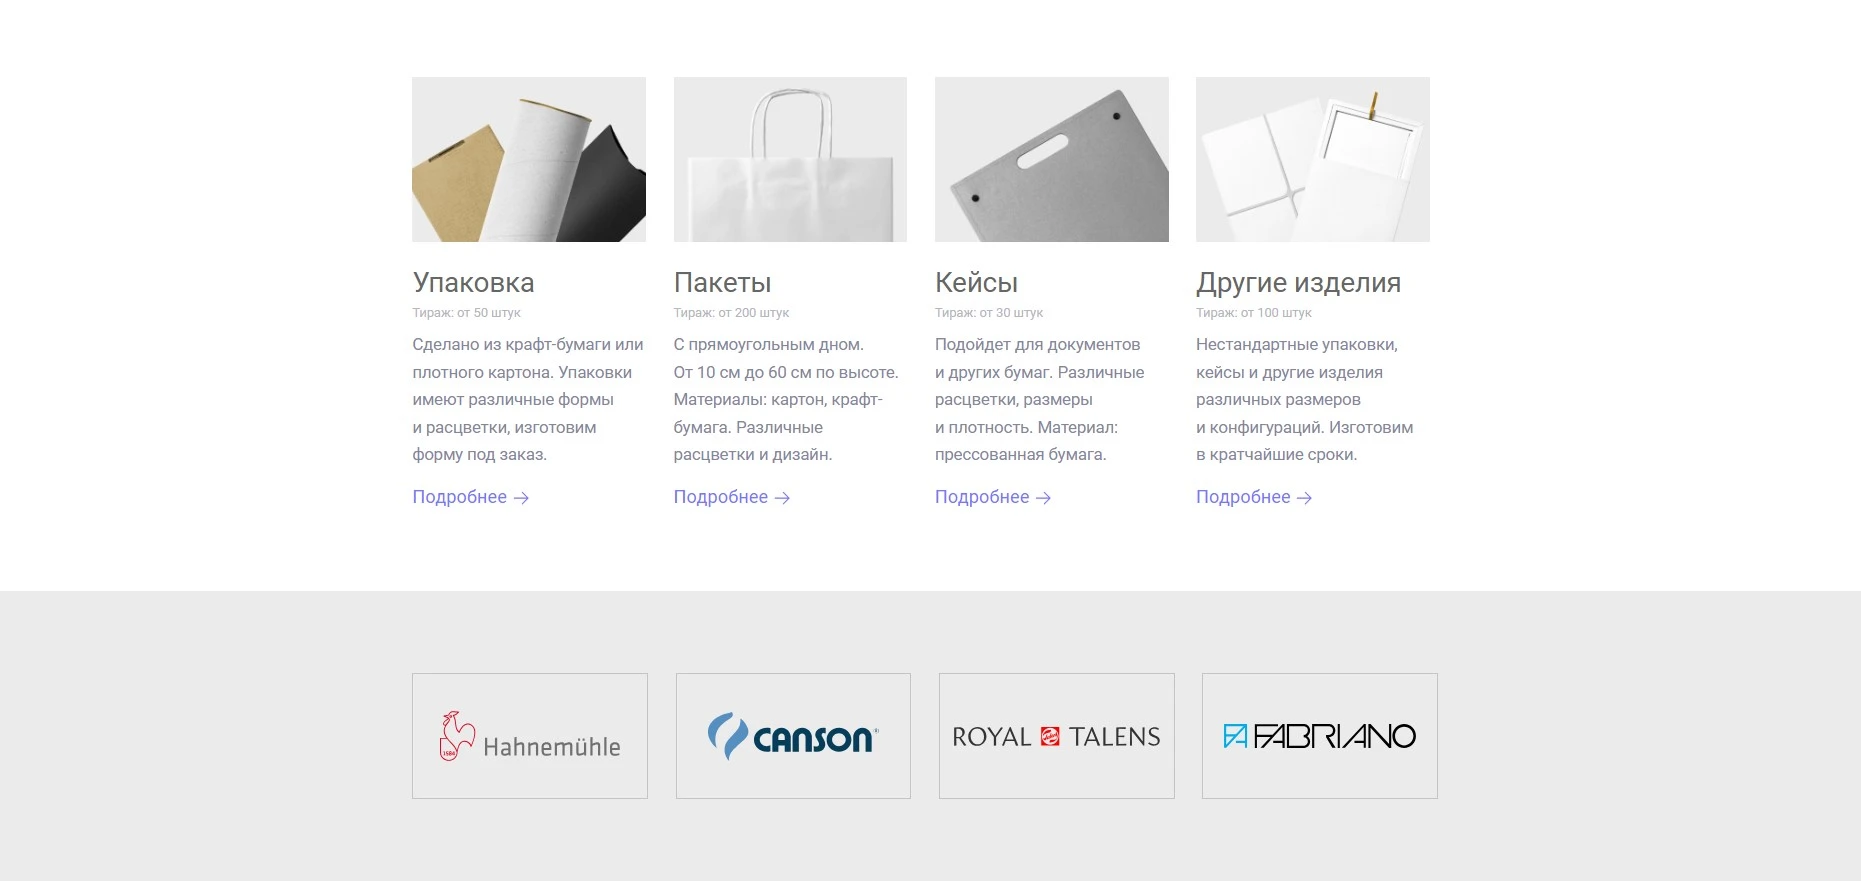 Упаковка
Тираж: от 50 штук
Сделано из крафт-бумаги или
плотного картона. Упаковки
имеют различные формы
и расцветки, изготовим
форму под заказ.
Подробнее →
Пакеты
Тираж: от 200 штук
С прямоугольным дном.
От 10 см до 60 см по высоте.
Материалы: картон, крафт-
бумага. Различные
расцветки и дизайн.
Подробнее →
Кейсы
Тираж: от 30 штук
Подойдет для документов
и других бумаг. Различные
расцветки, размеры
и плотность. Материал:
прессованная бумага.
Подробнее →
Другие изделия
Тираж: от 100 штук
Нестандартные упаковки,
кейсы и другие изделия
различных размеров
и конфигураций. Изготовим
в кратчайшие сроки.
Подробнее →
1584 Hahnemühle
CANSON®
ROYAL TALENS
FA FABRIANO